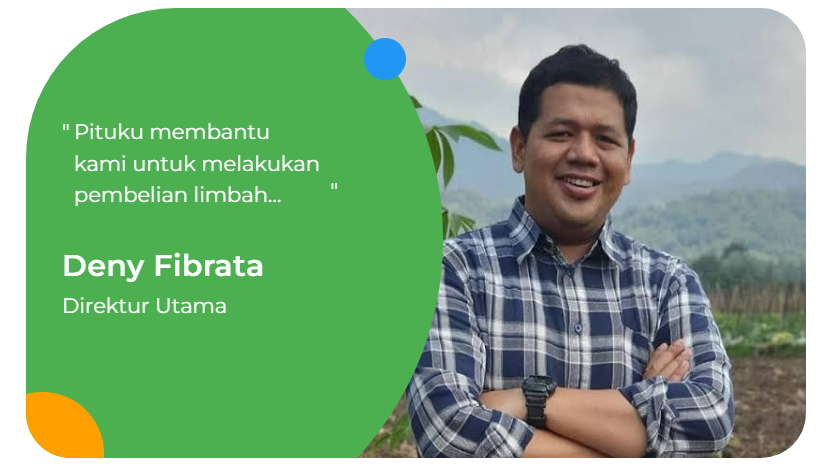 " Pituku membantu
kami untuk melakukan
pembelian limbah... "
Deny Fibrata
Direktur Utama